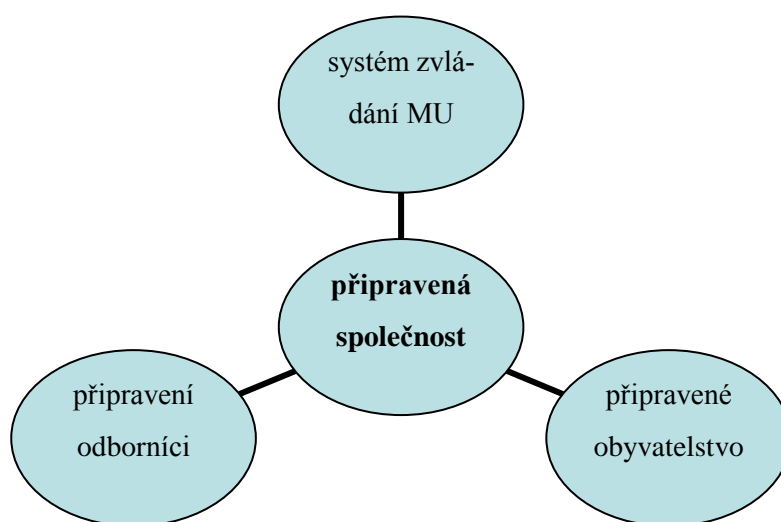 systém zvlá-
dání MU
připravená
společnost
připravení
odborníci
připravené
obyvatelstvo